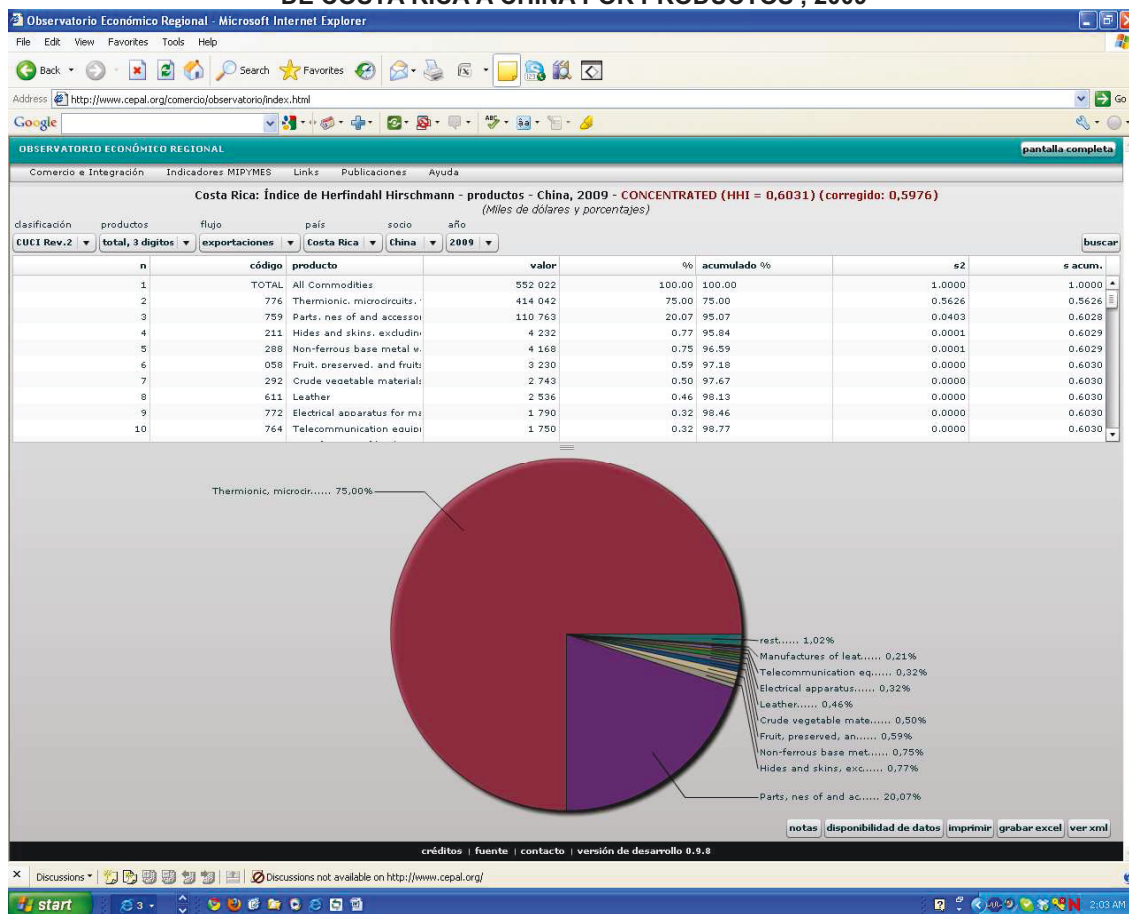 DE COSTA RICA A CHINA POR PRODUCTOS , 2009
Observatorio Económico Regional - Microsoft Internet Explorer
File Edit View Favorites Tools Help
Back Search Favorites
Address http://www.cepal.org/comercio/observatorio/index.html Go
Google
OBSERVATORIO ECONÓMICO REGIONAL pantalla completa
Comercio e Integración Indicadores MIPYMES Links Publicaciones Ayuda
Costa Rica: Índice de Herfindahl Hirschmann - productos - China, 2009 - CONCENTRATED (HHI = 0,6031) (corregido: 0,5976)
(Miles de dólares y porcentajes)
clasificación productos flujo país socio año
CUCI Rev.2 total, 3 digitos exportaciones Costa Rica China 2009 buscar
n código producto valor % acumulado % s2 s acum.
1 TOTAL All Commodities 552 022 100.00 100.00 1.0000 1.0000
2 776 Thermionic. microcircuits. 414 042 75.00 75.00 0.5626 0.5626
3 759 Parts. nes of and accessor 110 763 20.07 95.07 0.0403 0.6028
4 211 Hides and skins. excludin 4 232 0.77 95.84 0.0001 0.6029
5 288 Non-ferrous base metal w. 4 168 0.75 96.59 0.0001 0.6029
6 058 Fruit. preserved. and fruits 3 230 0.59 97.18 0.0000 0.6030
7 292 Crude vegetable materials 2 743 0.50 97.67 0.0000 0.6030
8 611 Leather 2 536 0.46 98.13 0.0000 0.6030
9 772 Electrical apparatus for ma 1 790 0.32 98.46 0.0000 0.6030
10 764 Telecommunication equipr 1 750 0.32 98.77 0.0000 0.6030
Thermionic, microcir...... 75,00%
rest...... 1,02%
Manufactures of leat...... 0,21%
Telecommunication eq...... 0,32%
Electrical apparatus...... 0,32%
Leather...... 0,46%
Crude vegetable mate...... 0,50%
Fruit, preserved, an...... 0,59%
Non-ferrous base met...... 0,75%
Hides and skins, exc...... 0,77%
Parts, nes of and ac...... 20,07%
notas disponibilidad de datos imprimir grabar excel ver xml
créditos | fuente | contacto | versión de desarrollo 0.9.8
Discussions Discussions not available on http://www.cepal.org/
start 3 2:03 AM